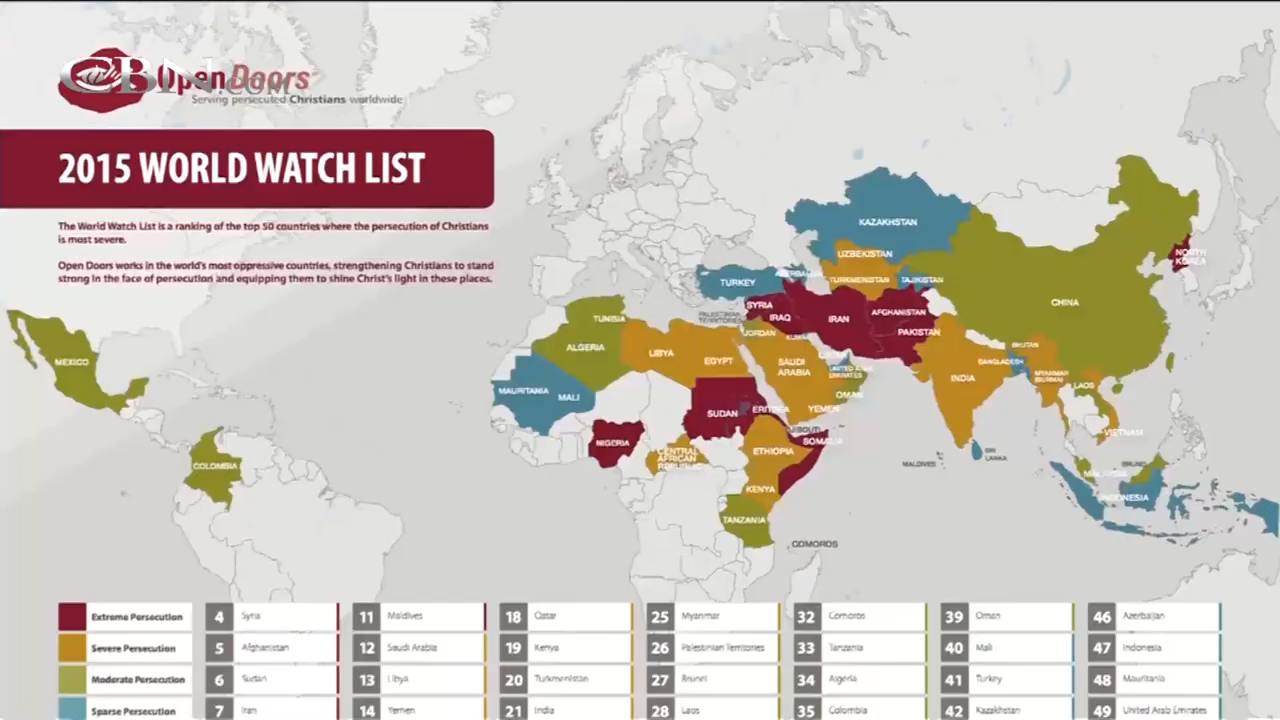 CBN.com
Open Doors
Serving persecuted Christians worldwide
2015 WORLD WATCH LIST
The World Watch List is a ranking of the top 50 countries where the persecution of Christians
is most severe.
Open Doors works in the world's most oppressive countries, strengthening Christians to stand
strong in the face of persecution and equipping them to shine Christ's light in these places.
KAZAKHSTAN
UZBEKISTAN
NORTH
KOREA
TURKEY
AZERBAIJAN
TURKMENISTAN
TAJIKISTAN
SYRIA
CHINA
PALESTINIAN
TERRITORIES
IRAQ
IRAN
AFGHANISTAN
TUNISIA
JORDAN
PAKISTAN
ALGERIA
LIBYA
EGYPT
SAUDI
ARABIA
BHUTAN
BANGLADESH
MEXICO
UNITED ARAB
EMIRATES
INDIA
MYANMAR
(BURMA)
LAOS
MAURITANIA
MALI
OMAN
SUDAN
ERITREA
YEMEN
DJIBOUTI
VIETNAM
NIGERIA
SOMALIA
CENTRAL
AFRICAN
REPUBLIC
ETHIOPIA
SRI
LANKA
COLOMBIA
MALDIVES
BRUNEI
KENYA
INDONESIA
TANZANIA
COMOROS
Extreme Persecution 4 Syria 11 Maldives 18 Qatar 25 Myanmar 32 Comoros 39 Oman 46 Azerbaijan
Severe Persecution 5 Afghanistan 12 Saudi Arabia 19 Kenya 26 Palestinian Territories 33 Tanzania 40 Mali 47 Indonesia
Moderate Persecution 6 Sudan 13 Libya 20 Turkmenistan 27 Brunei 34 Algeria 41 Turkey 48 Mauritania
Sparse Persecution 7 Iran 14 Yemen 21 India 28 Laos 35 Colombia 42 Kazakhstan 49 United Arab Emirates